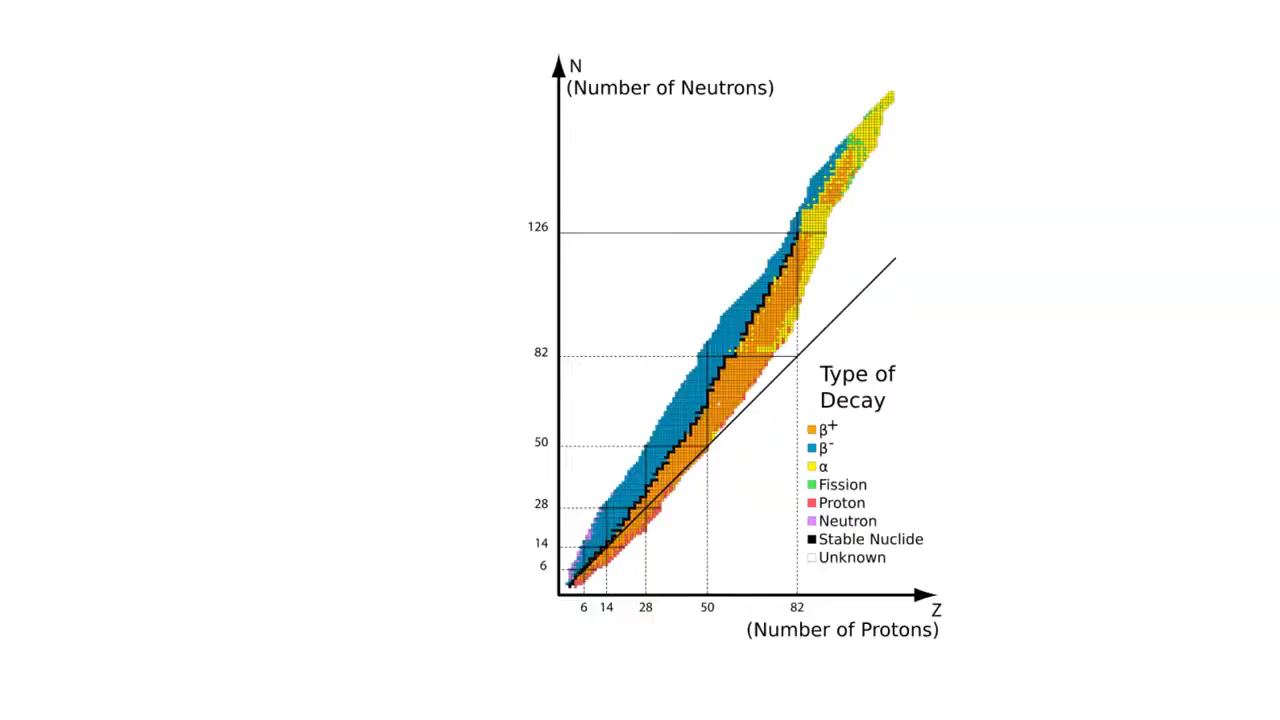 N
(Number of Neutrons)
126
82
50
28
14
6
Type of
Decay
β+
β-
α
Fission
Proton
Neutron
Stable Nuclide
Unknown
6 14 28 50 82
Z
(Number of Protons)